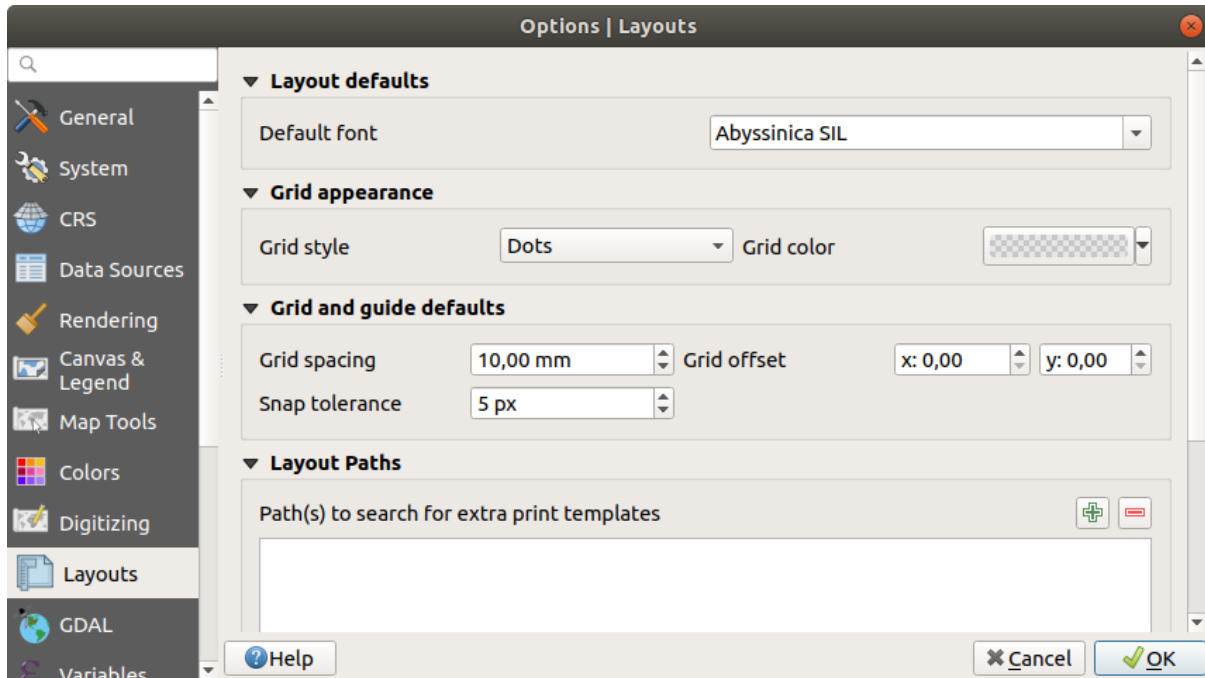 Options | Layouts
General
System
CRS
Data Sources
Rendering
Canvas &
Legend
Map Tools
Colors
Digitizing
Layouts
GDAL
Variables
Layout defaults
Default font Abyssinica SIL
Grid appearance
Grid style Dots Grid color
Grid and guide defaults
Grid spacing 10,00 mm Grid offset x: 0,00 y: 0,00
Snap tolerance 5 px
Layout Paths
Path(s) to search for extra print templates
Help Cancel OK